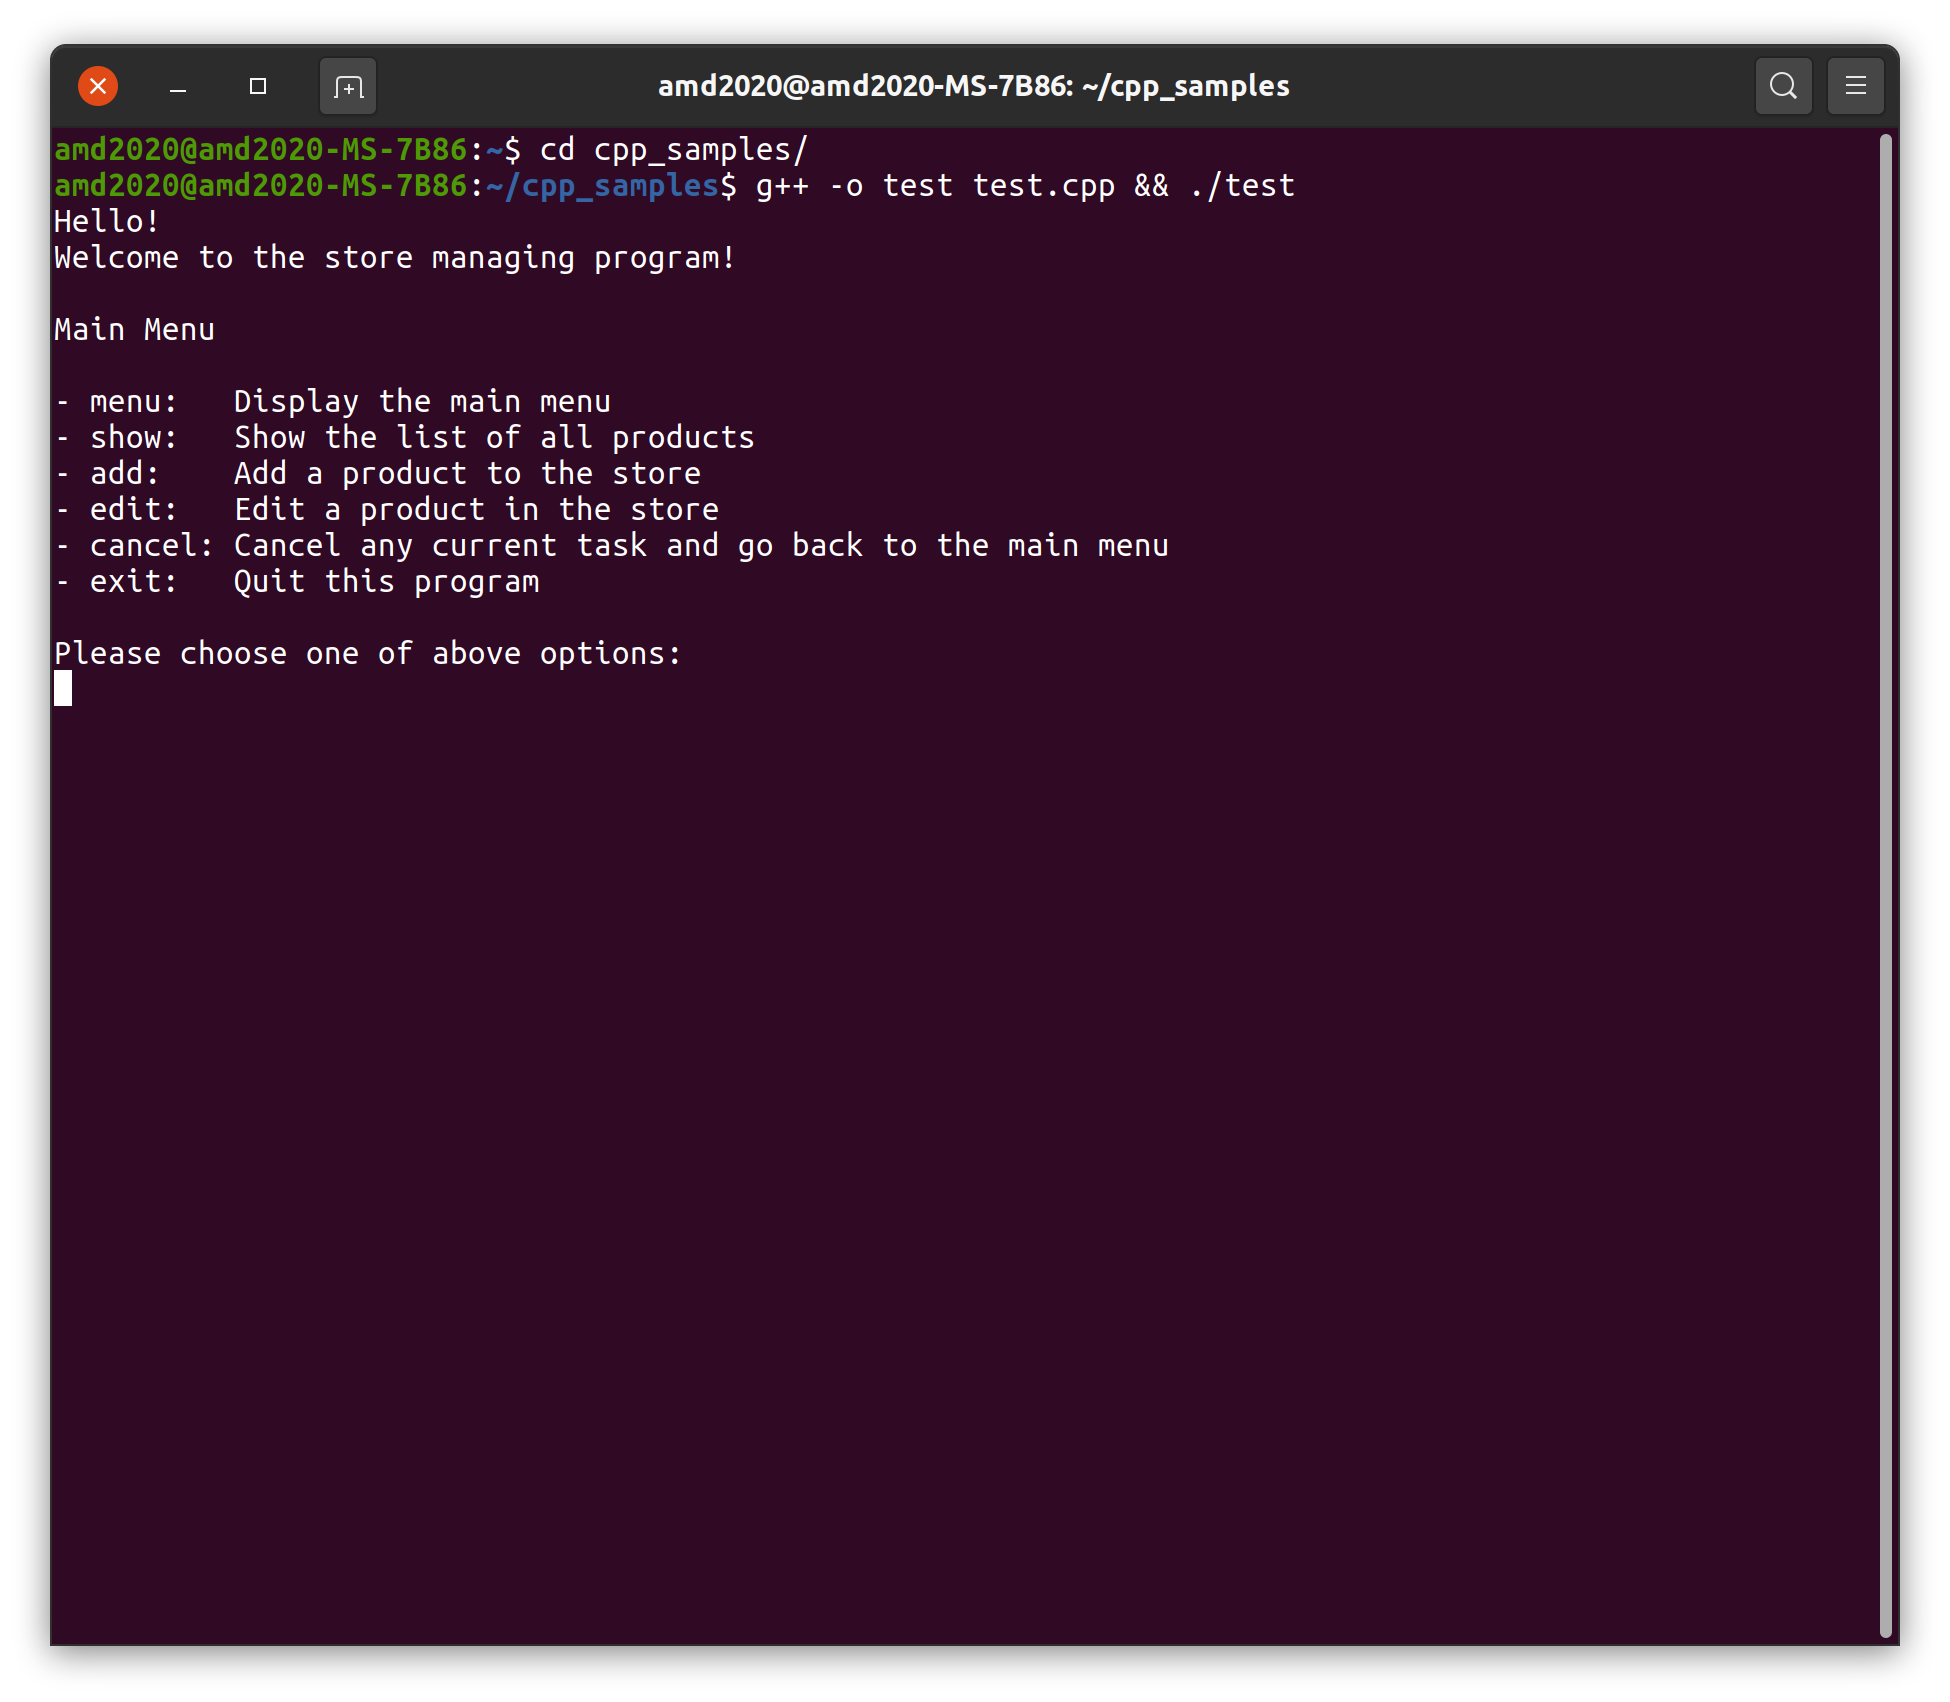 amd2020@amd2020-MS-7B86: ~/cpp_samples
amd2020@amd2020-MS-7B86:~$ cd cpp_samples/
amd2020@amd2020-MS-7B86:~/cpp_samples$ g++ -o test test.cpp && ./test
Hello!
Welcome to the store managing program!

Main Menu

- menu:   Display the main menu
- show:   Show the list of all products
- add:    Add a product to the store
- edit:   Edit a product in the store
- cancel: Cancel any current task and go back to the main menu
- exit:   Quit this program

Please choose one of above options: